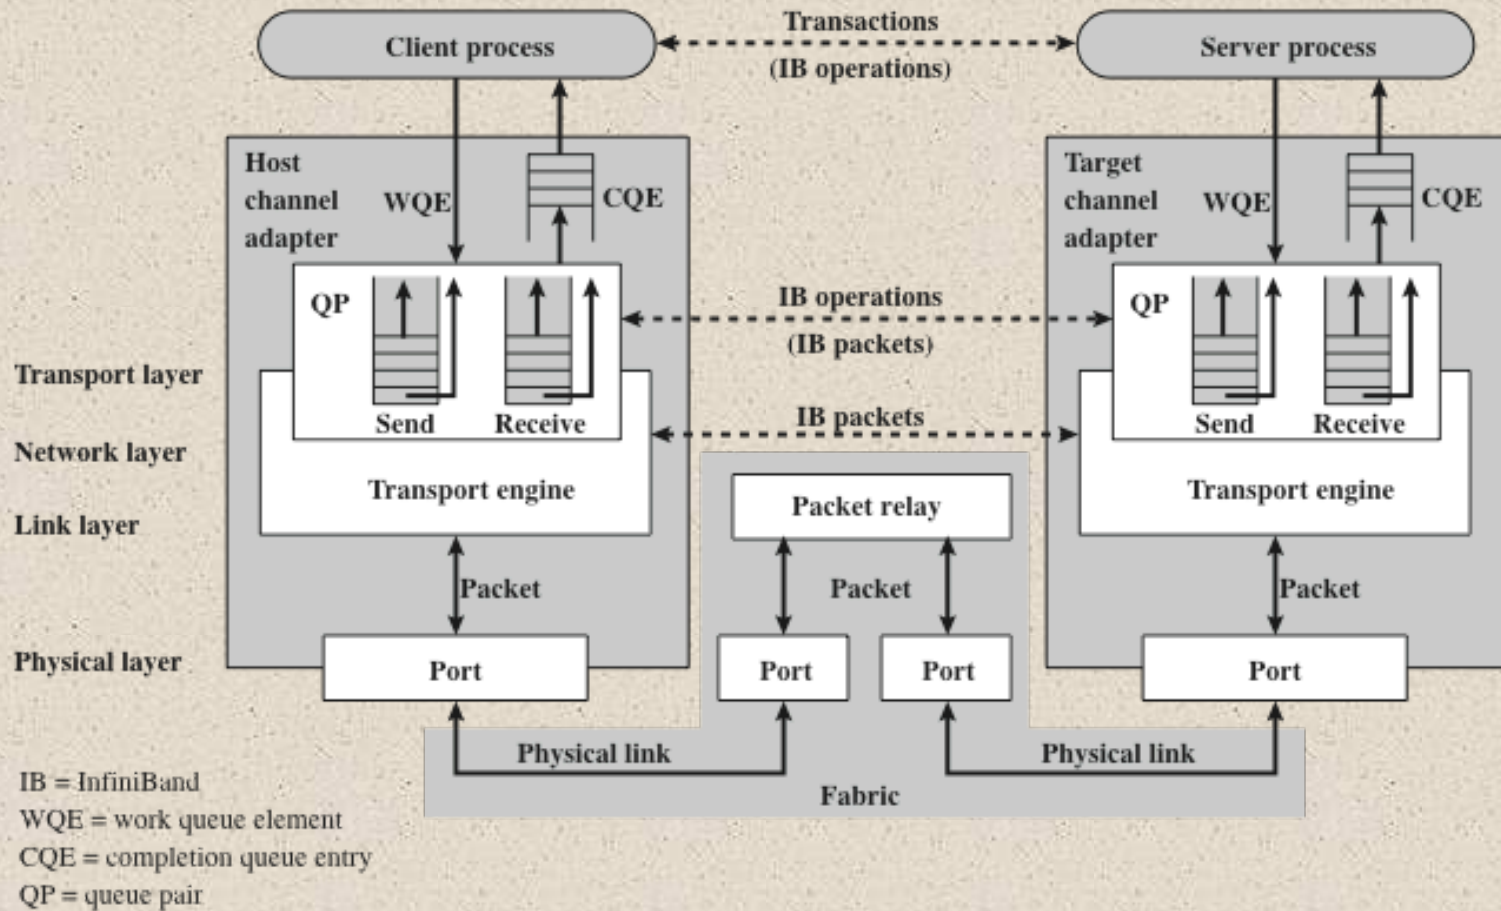 Client process
Transactions
(IB operations)
Server process
Host
channel
adapter
WQE
CQE
Target
channel
adapter
WQE
CQE
QP
IB operations
(IB packets)
QP
Transport layer
Send
Receive
IB packets
Send
Receive
Network layer
Transport engine
Packet relay
Transport engine
Link layer
Packet
Packet
Packet
Physical layer
Port
Port
Port
Port
Physical link
Physical link
Fabric
IB = InfiniBand
WQE = work queue element
CQE = completion queue entry
QP = queue pair